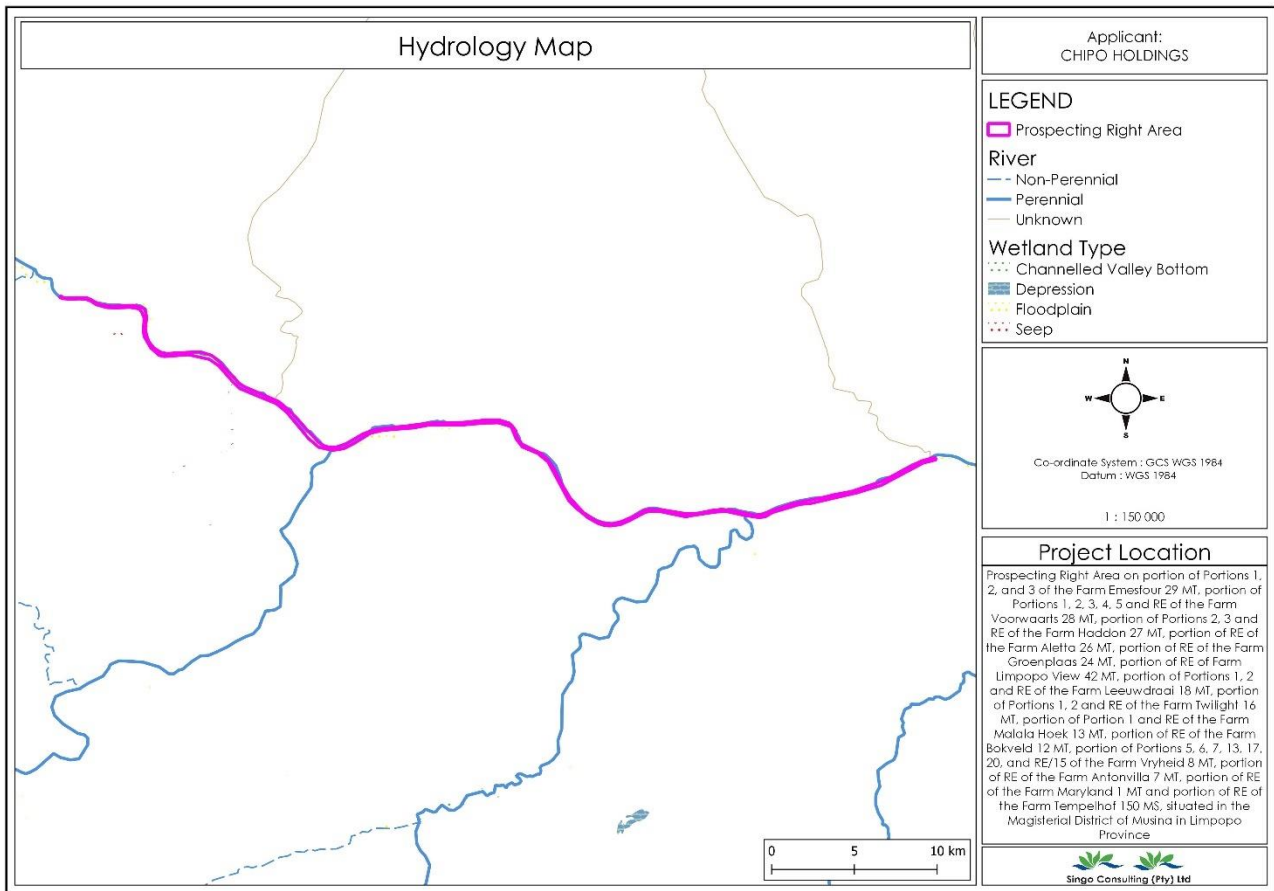 Hydrology Map
Applicant:
CHIPO HOLDINGS
LEGEND
Prospecting Right Area
River
Non-Perennial
Perennial
Unknown
Wetland Type
Channelled Valley Bottom
Depression
Floodplain
Seep
N
W E
S
Co-ordinate System : GCS WGS 1984
Datum : WGS 1984
1 : 150 000
Project Location
Prospecting Right Area on portion of Portions 1,
2, and 3 of the Farm Emesfour 29 MT, portion of
Portions 1, 2, 3, 4, 5 and RE of the Farm
Voorwaarts 28 MT, portion of Portions 2, 3 and
RE of the Farm Haddon 27 MT, portion of RE of
the Farm Aletta 26 MT, portion of RE of the Farm
Groenplaas 24 MT, portion of RE of Farm
Limpopo View 42 MT, portion of Portions 1, 2
and RE of the Farm Leeuwdraai 18 MT, portion
of Portions 1, 2 and RE of the Farm Twilight 16
MT, portion of Portion 1 and RE of the Farm
Malala Hoek 13 MT, portion of RE of the Farm
Bokveld 12 MT, portion of Portions 5, 6, 7, 13, 17,
20, and RE/15 of the Farm Vryheid 8 MT, portion
of RE of the Farm Antonvilla 7 MT, portion of RE
of the Farm Maryland 1 MT and portion of RE of
the Farm Tempelhof 150 MS, situated in the
Magisterial District of Musina in Limpopo
Province
0 5 10 km
Singo Consulting (Pty) Ltd